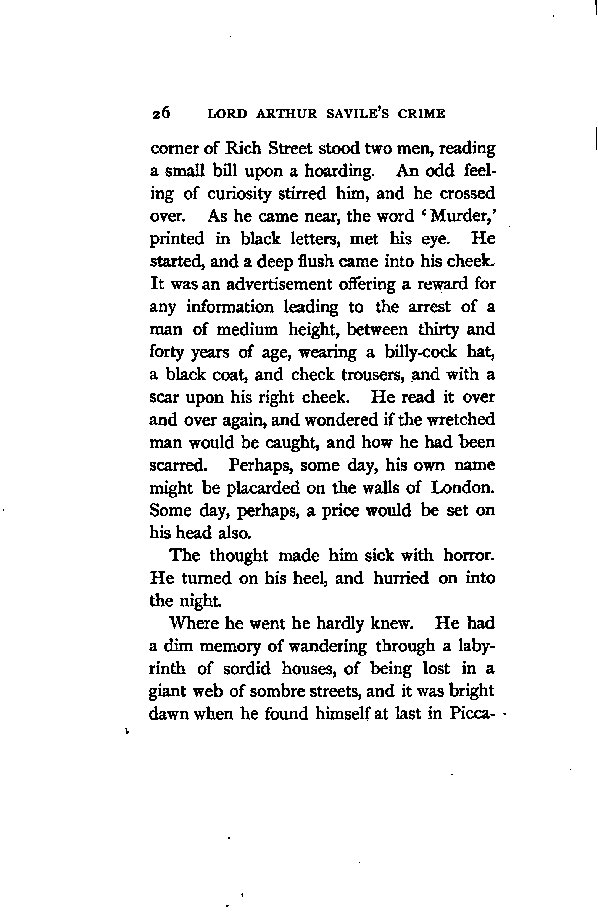 26 LORD ARTHUR SAVILE'S CRIME
corner of Rich Street stood two men, reading
a small bill upon a hoarding. An odd feel-
ing of curiosity stirred him, and he crossed
over. As he came near, the word ‘Murder,’
printed in black letters, met his eye. He
started, and a deep flush came into his cheek.
It was an advertisement offering a reward for
any information leading to the arrest of a
man of medium height, between thirty and
forty years of age, wearing a billy-cock hat,
a black coat, and check trousers, and with a
scar upon his right cheek. He read it over
and over again, and wondered if the wretched
man would be caught, and how he had been
scarred. Perhaps, some day, his own name
might be placarded on the walls of London.
Some day, perhaps, a price would be set on
his head also.
The thought made him sick with horror.
He turned on his heel, and hurried on into
the night.
Where he went he hardly knew. He had
a dim memory of wandering through a laby-
rinth of sordid houses, of being lost in a
giant web of sombre streets, and it was bright
dawn when he found himself at last in Picca-